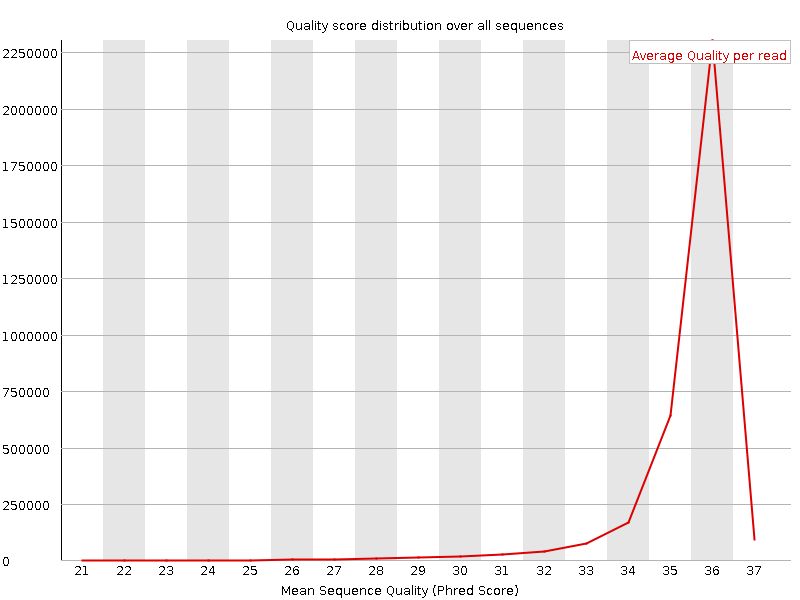 Quality score distribution over all sequences
Average Quality per read
2250000
2000000
1750000
1500000
1250000
1000000
750000
500000
250000
0
21 22 23 24 25 26 27 28 29 30 31 32 33 34 35 36 37
Mean Sequence Quality (Phred Score)